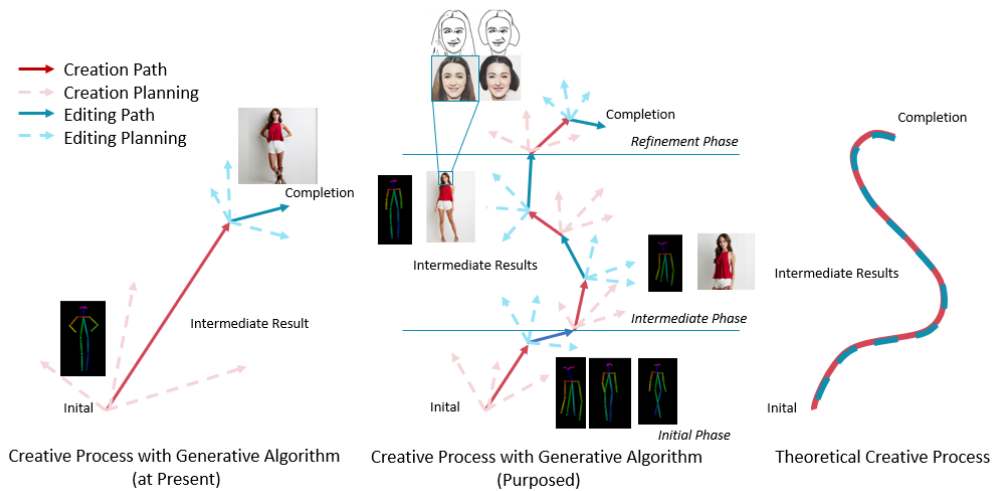 Creation Path
Creation Planning
Editing Path
Editing Planning
Completion
Intermediate Result
Inital
Creative Process with Generative Algorithm
(at Present)
Completion
Refinement Phase
Intermediate Results
Intermediate Phase
Inital
Initial Phase
Creative Process with Generative Algorithm
(Purposed)
Completion
Intermediate Results
Inital
Theoretical Creative Process